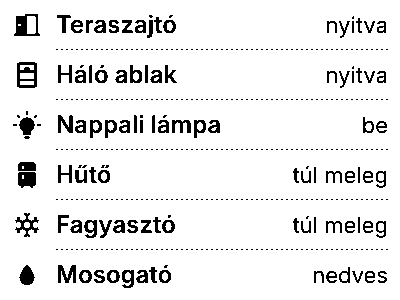 Teraszajtó nyitva
Háló ablak nyitva
Nappali lámpa be
Hűtő túl meleg
Fagyasztó túl meleg
Mosogató nedves